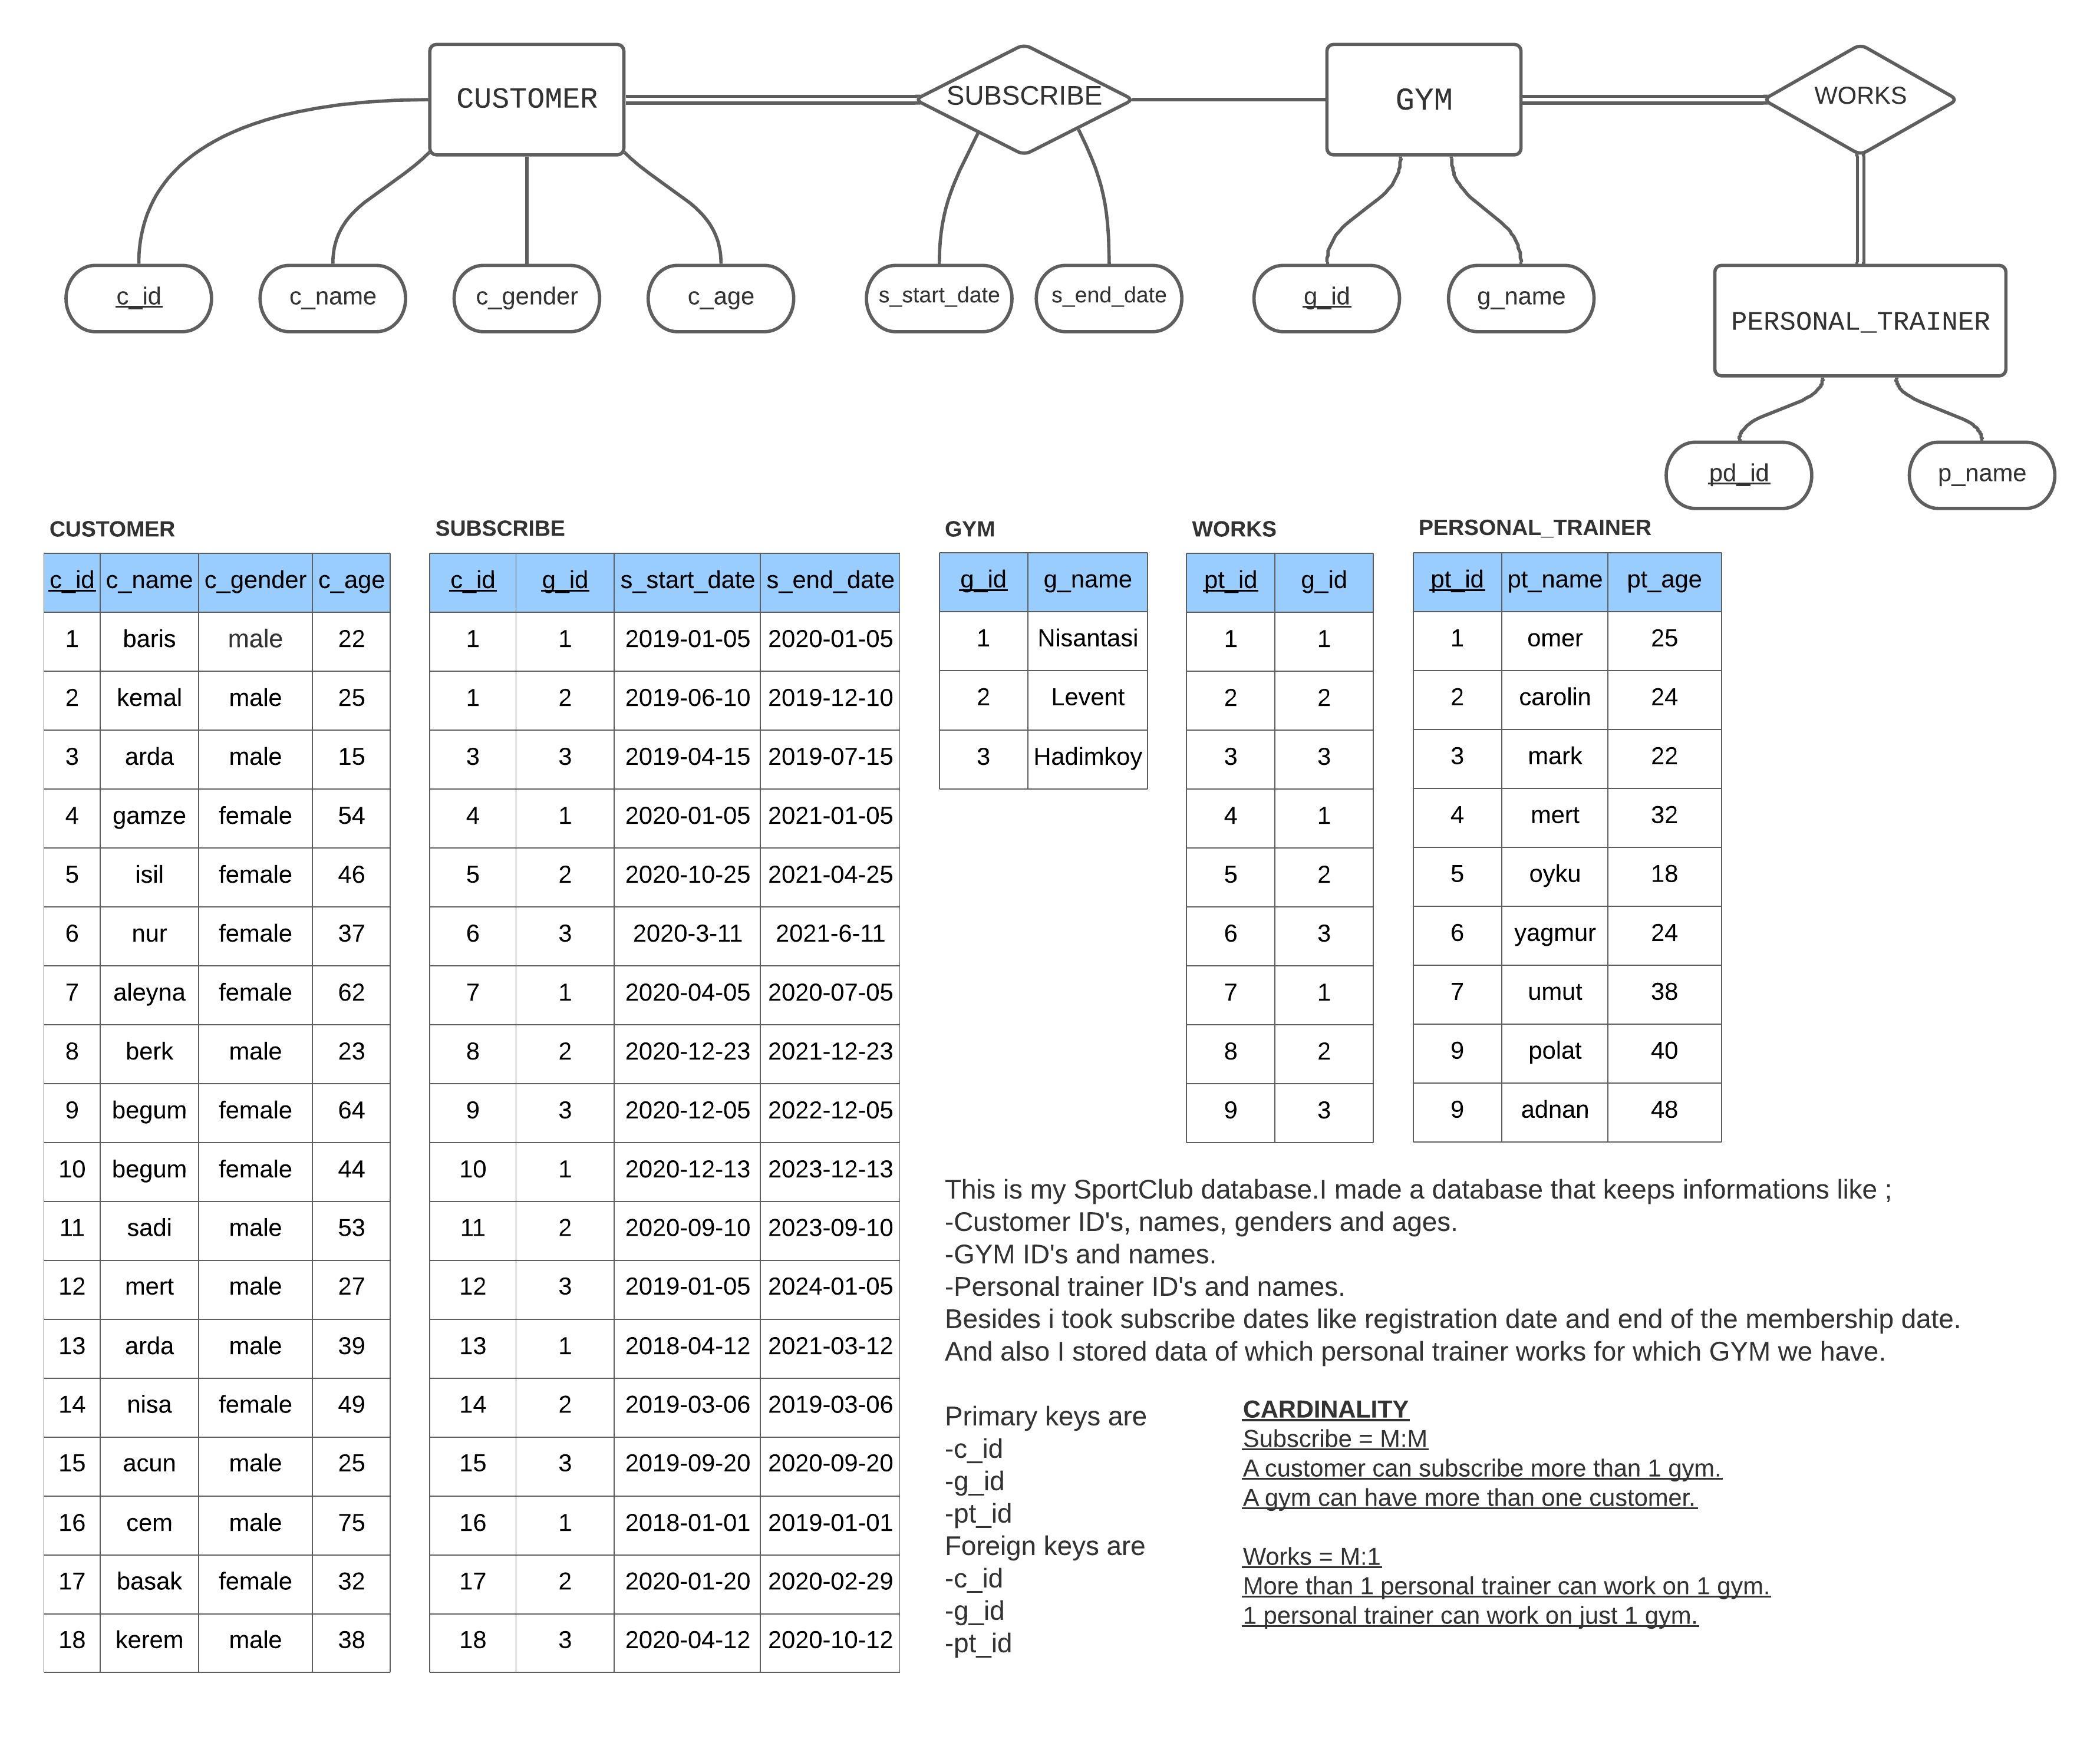 CUSTOMER
SUBSCRIBE
GYM
WORKS
c_id
c_name
c_gender
c_age
s_start_date
s_end_date
g_id
g_name
PERSONAL_TRAINER
pd_id
p_name
CUSTOMER
c_id c_name c_gender c_age
1 baris male 22
2 kemal male 25
3 arda male 15
4 gamze female 54
5 isil female 46
6 nur female 37
7 aleyna female 62
8 berk male 23
9 begum female 64
10 begum female 44
11 sadi male 53
12 mert male 27
13 arda male 39
14 nisa female 49
15 acun male 25
16 cem male 75
17 basak female 32
18 kerem male 38
SUBSCRIBE
c_id g_id s_start_date s_end_date
1 1 2019-01-05 2020-01-05
1 2 2019-06-10 2019-12-10
3 3 2019-04-15 2019-07-15
4 1 2020-01-05 2021-01-05
5 2 2020-10-25 2021-04-25
6 3 2020-3-11 2021-6-11
7 1 2020-04-05 2020-07-05
8 2 2020-12-23 2021-12-23
9 3 2020-12-05 2022-12-05
10 1 2020-12-13 2023-12-13
11 2 2020-09-10 2023-09-10
12 3 2019-01-05 2024-01-05
13 1 2018-04-12 2021-03-12
14 2 2019-03-06 2019-03-06
15 3 2019-09-20 2020-09-20
16 1 2018-01-01 2019-01-01
17 2 2020-01-20 2020-02-29
18 3 2020-04-12 2020-10-12
GYM
g_id g_name
1 Nisantasi
2 Levent
3 Hadimkoy
WORKS
pt_id g_id
1 1
2 2
3 3
4 1
5 2
6 3
7 1
8 2
9 3
PERSONAL_TRAINER
pt_id pt_name pt_age
1 omer 25
2 carolin 24
3 mark 22
4 mert 32
5 oyku 18
6 yagmur 24
7 umut 38
9 polat 40
9 adnan 48
This is my SportClub database.I made a database that keeps informations like ;
-Customer ID's, names, genders and ages.
-GYM ID's and names.
-Personal trainer ID's and names.
Besides i took subscribe dates like registration date and end of the membership date.
And also I stored data of which personal trainer works for which GYM we have.
Primary keys are
-c_id
-g_id
-pt_id
Foreign keys are
-c_id
-g_id
-pt_id
CARDINALITY
Subscribe = M:M
A customer can subscribe more than 1 gym.
A gym can have more than one customer.
Works = M:1
More than 1 personal trainer can work on 1 gym.
1 personal trainer can work on just 1 gym.